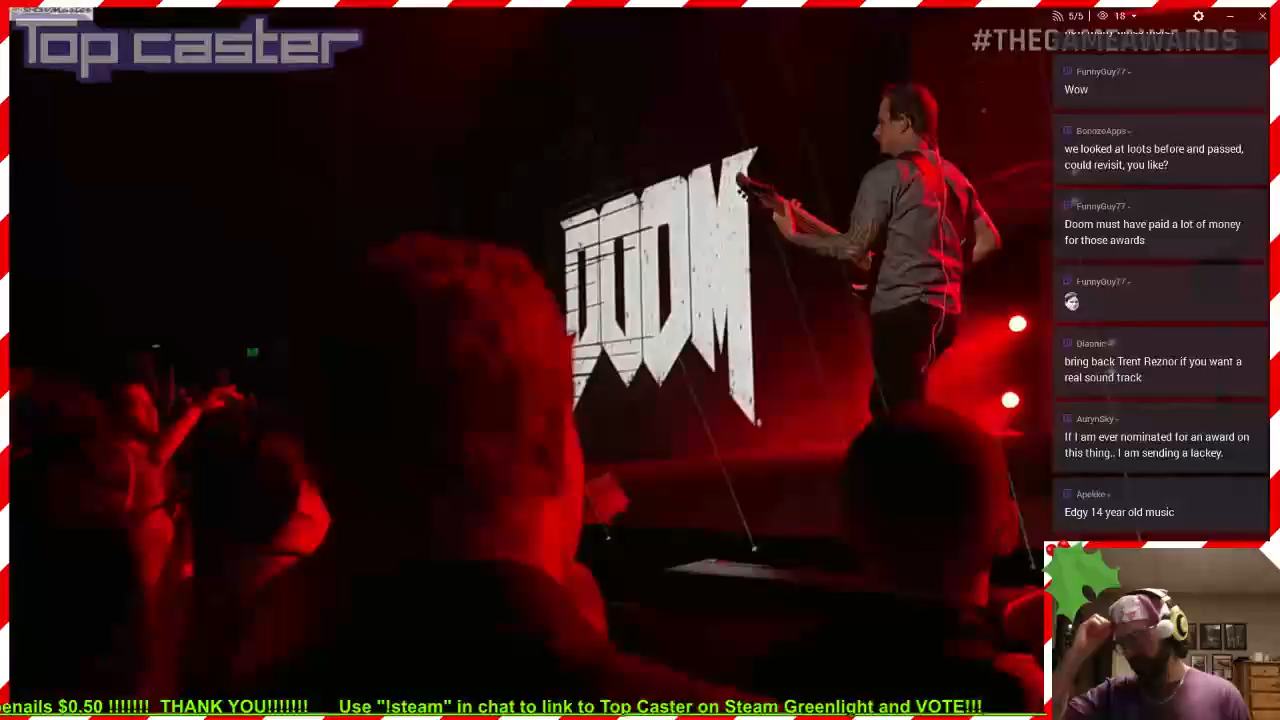 Top caster
#THEGAMEAWARDS
5/5
18
FunnyGuy77
Wow
BonozoApps
we looked at loots before and passed,
could revisit, you like?
FunnyGuy77
Doom must have paid a lot of money
for those awards
FunnyGuy77
Diannic
bring back Trent Reznor if you want a
real sound track
AurynSky
If I am ever nominated for an award on
this thing.. I am sending a lackey.
Apekke
Edgy 14 year old music
DOOM
penails $0.50 !!!!!!! THANK YOU!!!!!!! Use "!steam" in chat to link to Top Caster on Steam Greenlight and VOTE!!!